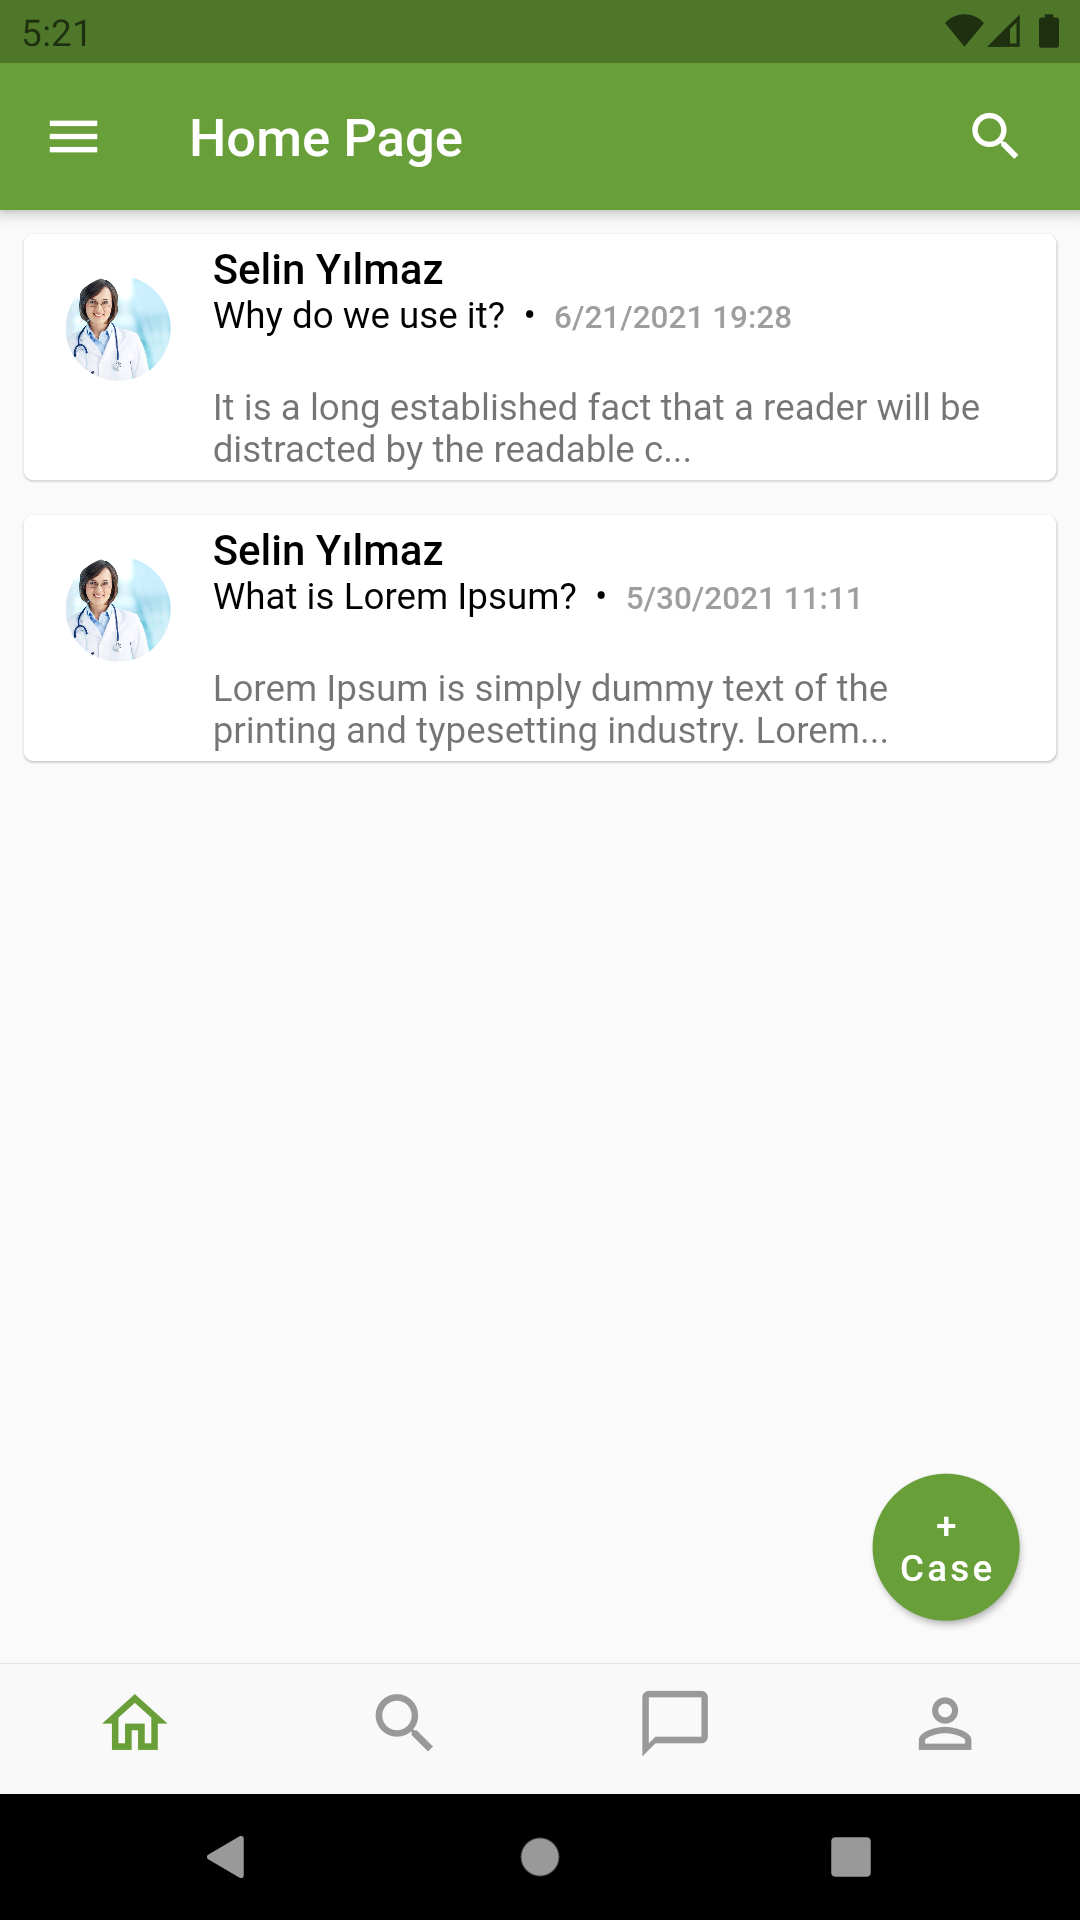 5:21
Home Page
Selin Yılmaz
Why do we use it? • 6/21/2021 19:28
It is a long established fact that a reader will be
distracted by the readable c...
Selin Yılmaz
What is Lorem Ipsum? • 5/30/2021 11:11
Lorem Ipsum is simply dummy text of the
printing and typesetting industry. Lorem...
+
Case